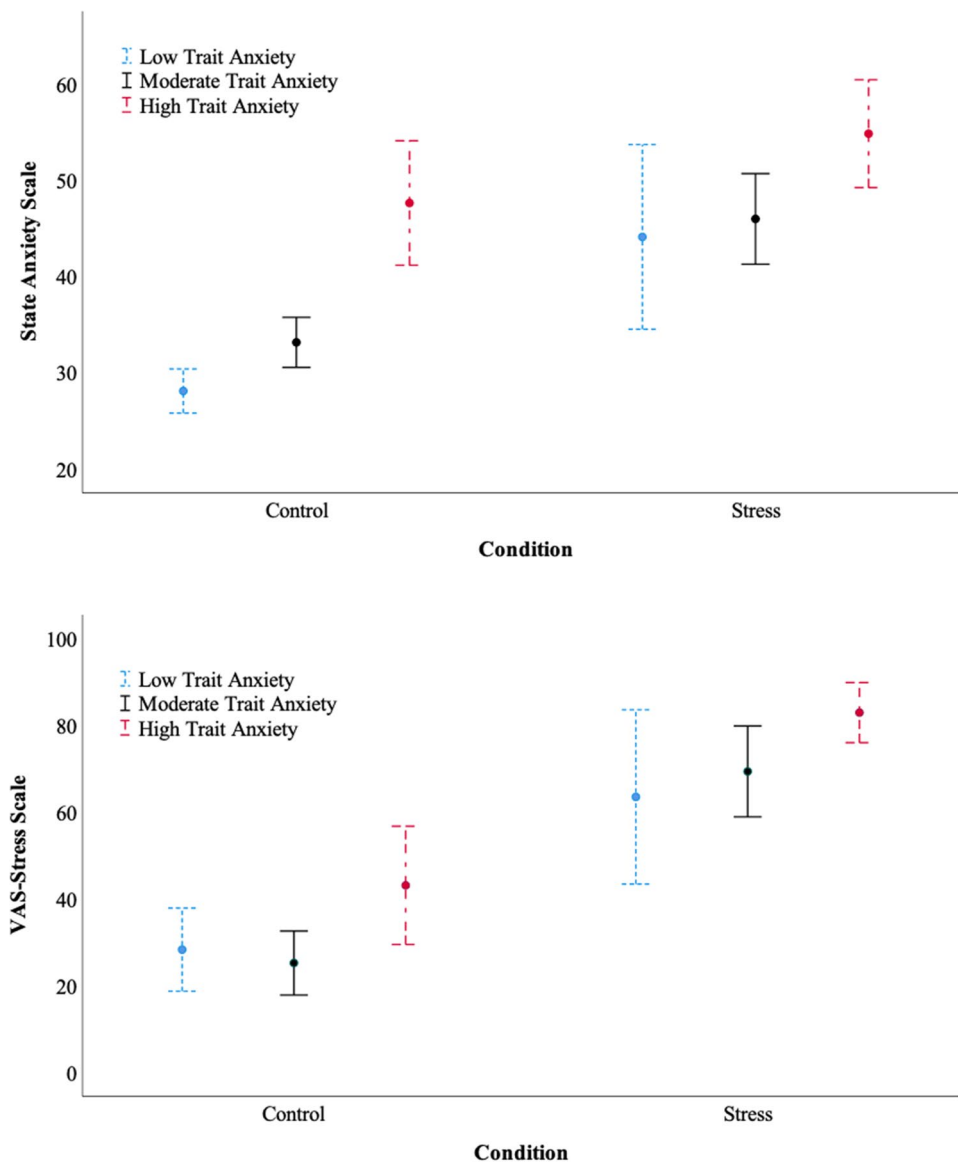 Low Trait Anxiety
Moderate Trait Anxiety
High Trait Anxiety
State Anxiety Scale
60
50
40
30
20
Control Stress
Condition
Low Trait Anxiety
Moderate Trait Anxiety
High Trait Anxiety
VAS-Stress Scale
100
80
60
40
20
0
Control Stress
Condition